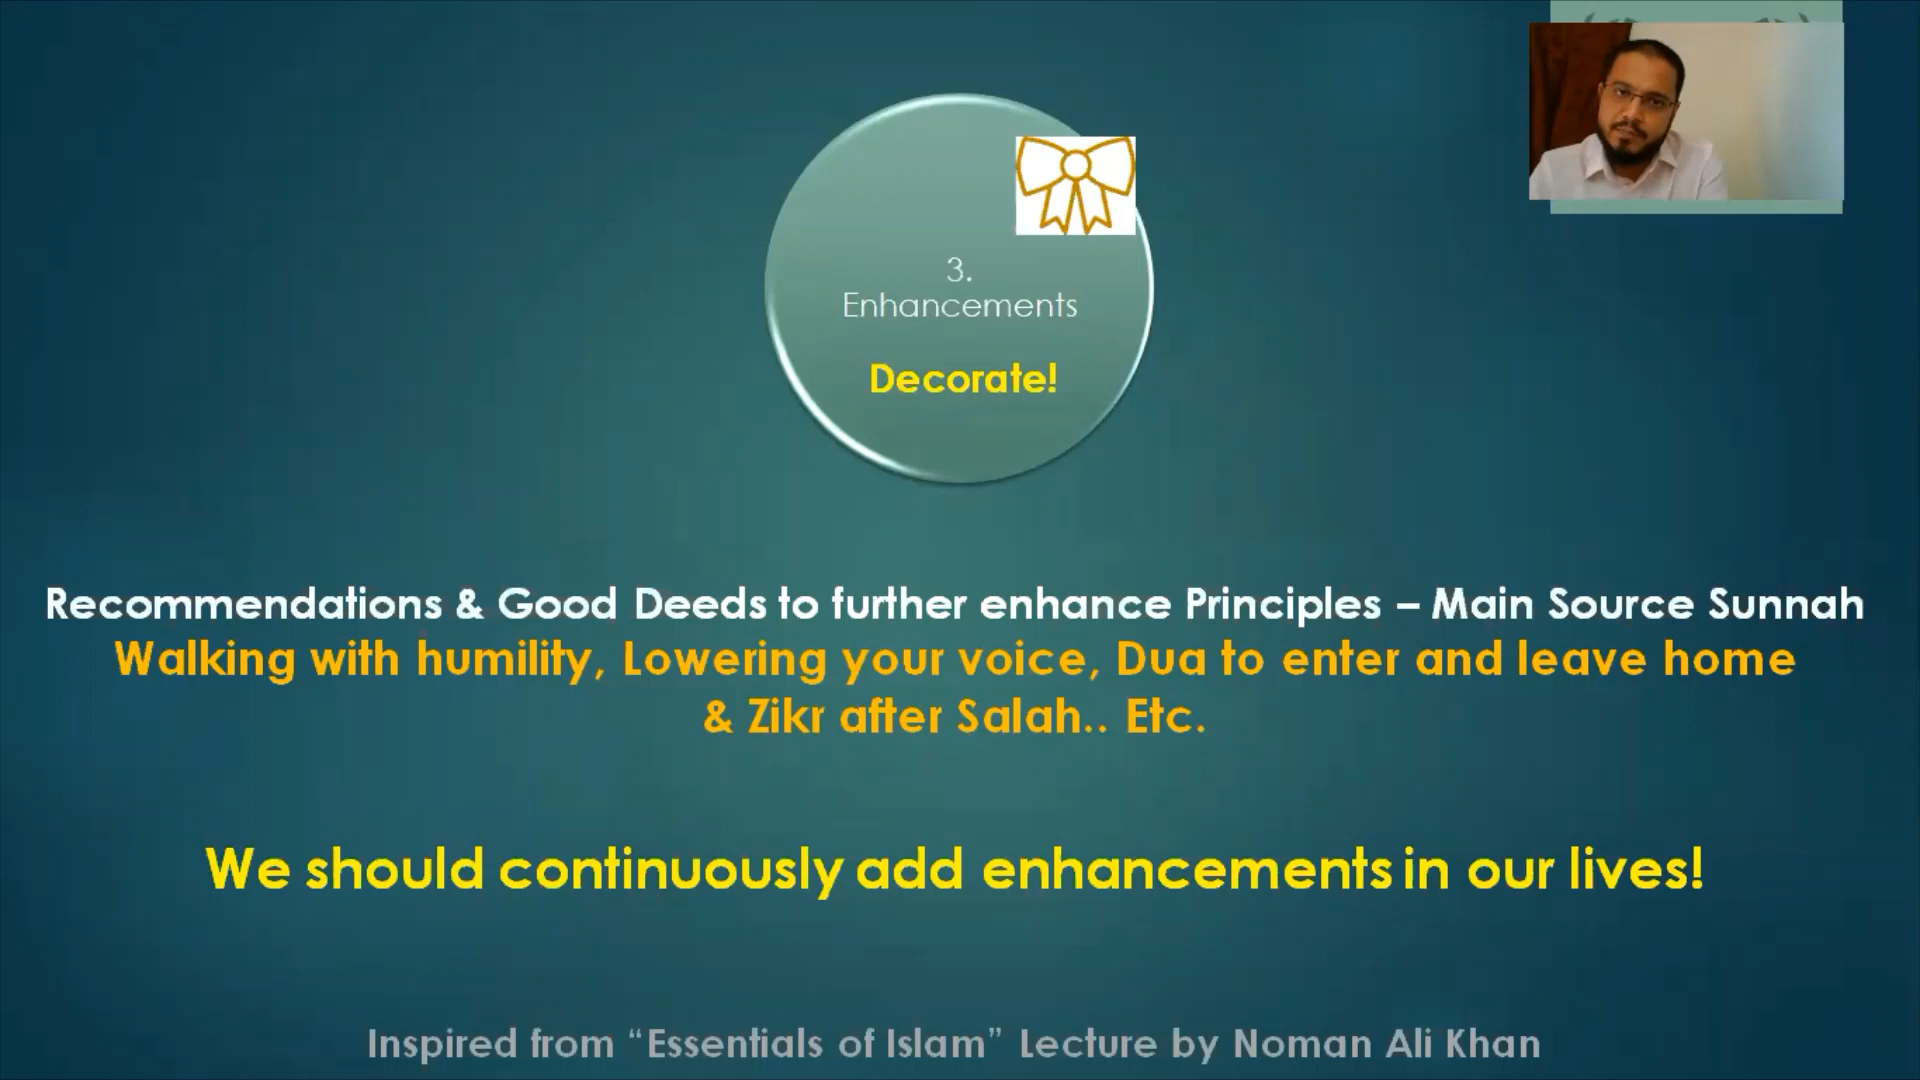 3.
Enhancements
Decorate!
Recommendations & Good Deeds to further enhance Principles – Main Source Sunnah
Walking with humility, Lowering your voice, Dua to enter and leave home
& Zikr after Salah.. Etc.
We should continuously add enhancements in our lives!
Inspired from “Essentials of Islam” Lecture by Noman Ali Khan